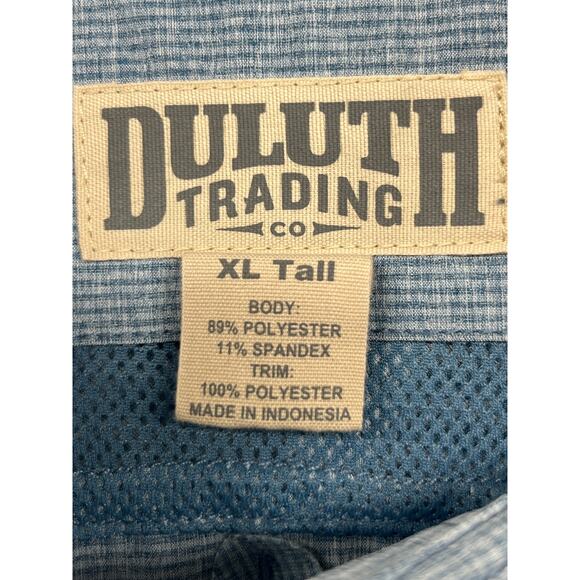 DULUTH
TRADING
CO
XL Tall
BODY:
89% POLYESTER
11% SPANDEX
TRIM:
100% POLYESTER
MADE IN INDONESIA